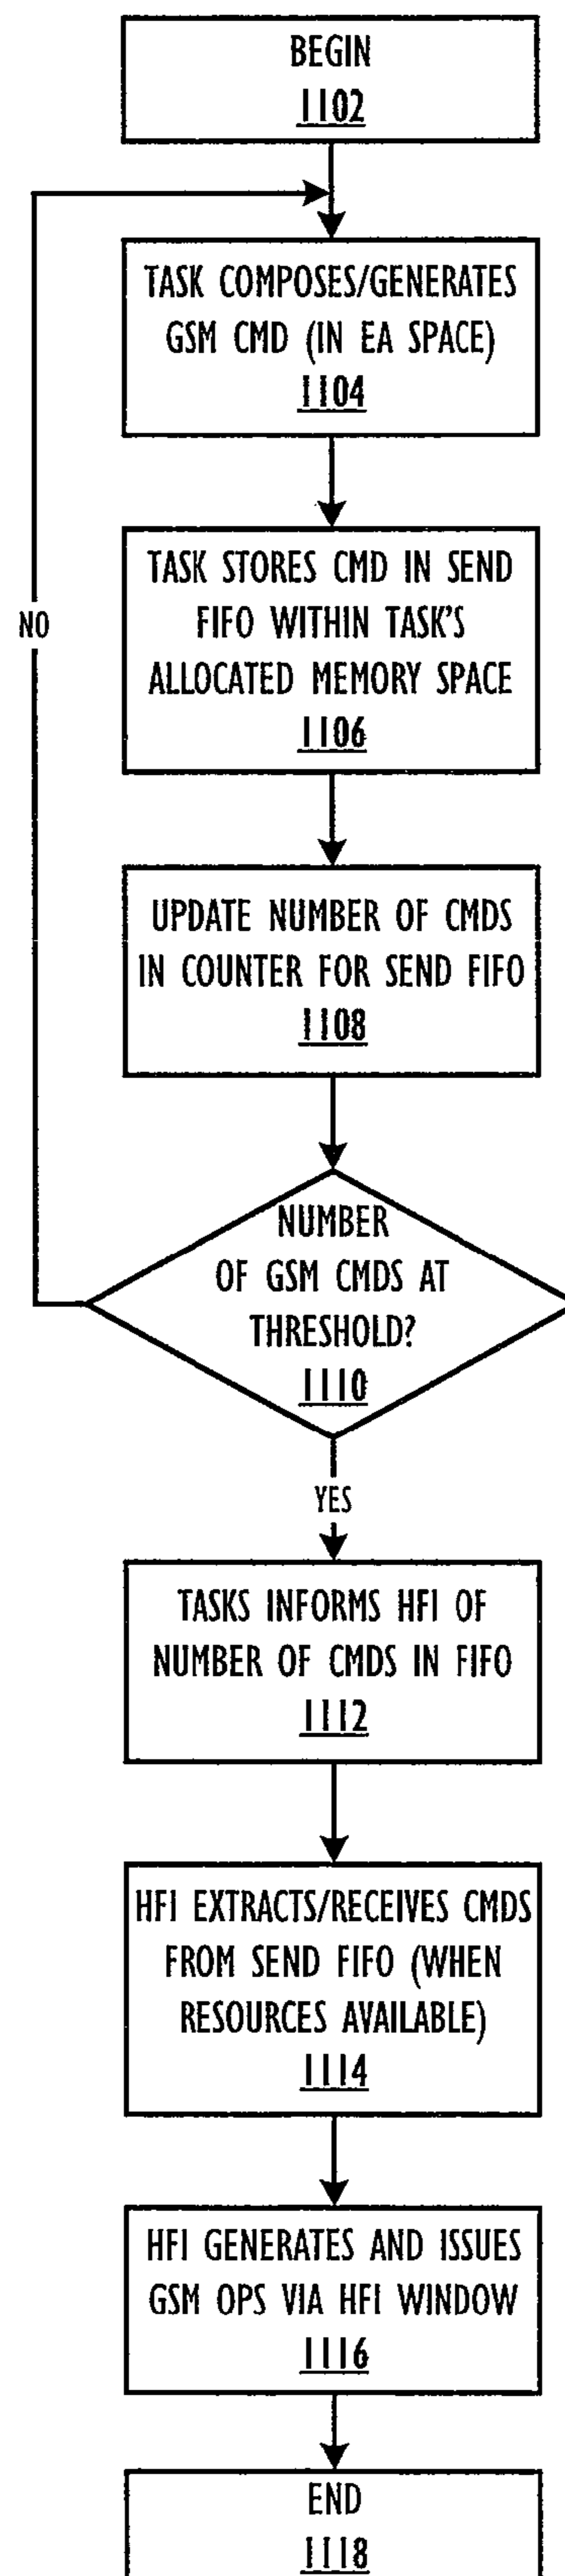 BEGIN
1102
TASK COMPOSES/GENERATES
GSM CMD (IN EA SPACE)
1104
TASK STORES CMD IN SEND
FIFO WITHIN TASK'S
ALLOCATED MEMORY SPACE
1106
NO
UPDATE NUMBER OF CMDS
IN COUNTER FOR SEND FIFO
1108
NUMBER
OF GSM CMDS AT
THRESHOLD?
1110
YES
TASKS INFORMS HFI OF
NUMBER OF CMDS IN FIFO
1112
HFI EXTRACTS/RECEIVES CMDS
FROM SEND FIFO (WHEN
RESOURCES AVAILABLE)
1114
HFI GENERATES AND ISSUES
GSM OPS VIA HFI WINDOW
1116
END
1118